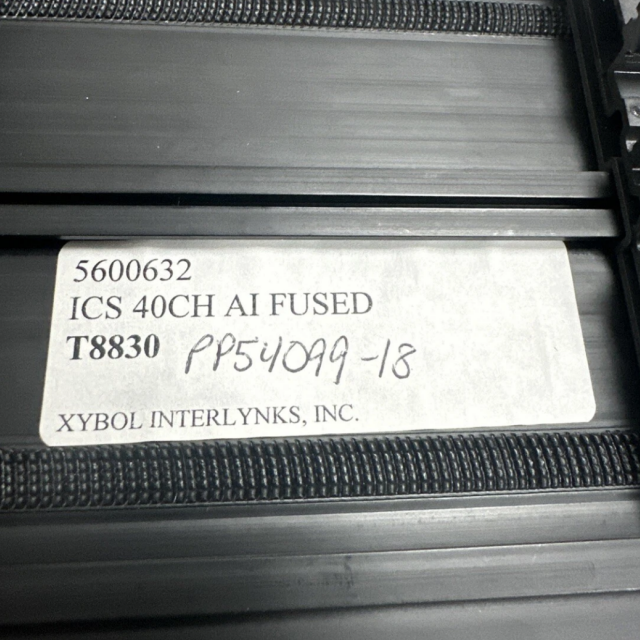 5600632
ICS 40CH AI FUSED
T8830 PP54099-18
XYBOL INTERLYNKS, INC.